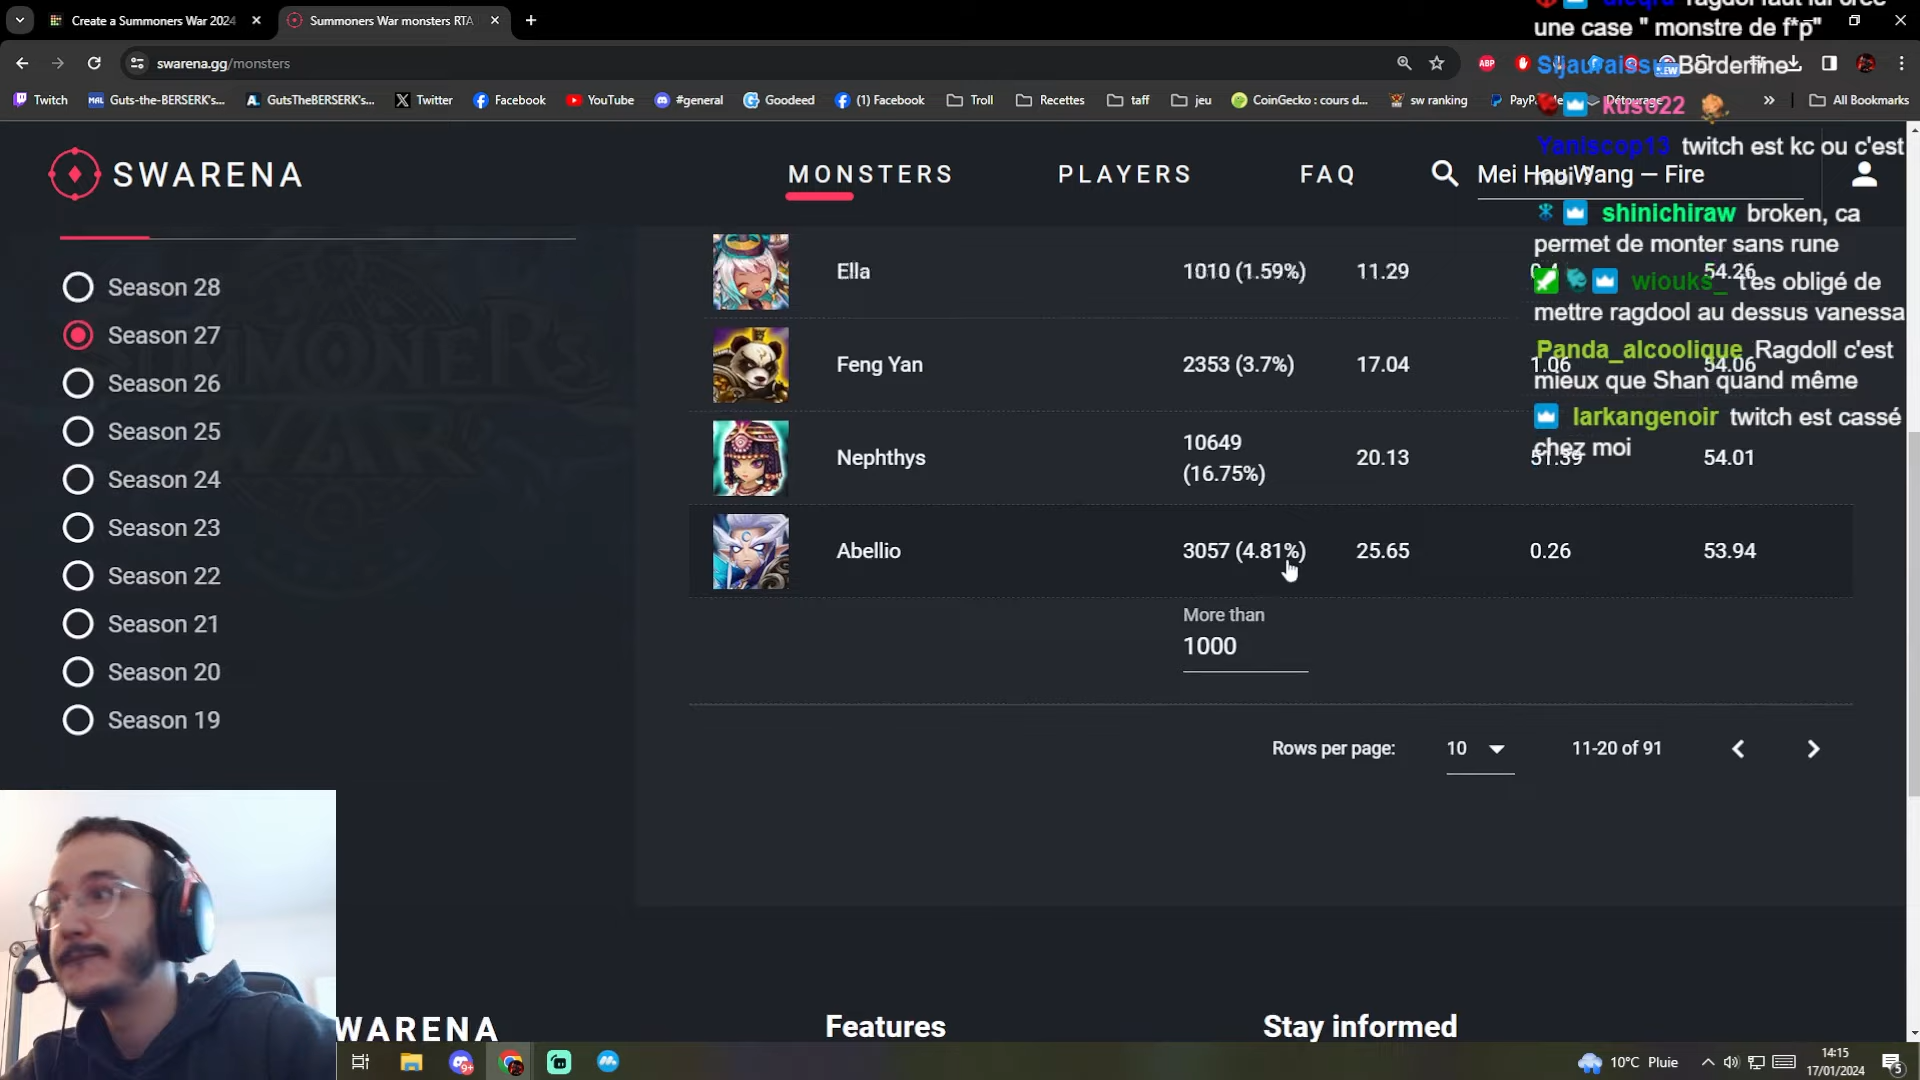 Create a Summoners War 2024
Summoners War monsters RTA
swarena.gg/monsters
Twitch
Guts-the-BERSERK's...
GutsTheBERSERK's...
Twitter
Facebook
YouTube
#general
Goodeed
(1) Facebook
Troll
Recettes
taff
jeu
CoinGecko : cours d...
sw ranking
All Bookmarks
SWARENA
MONSTERS
PLAYERS
FAQ
Mei Hou Wang – Fire
une case " monstre de f*p"
Borderline
kuso22
Yaniscop13 twitch est kc ou c'est
moi ?
shinichiraw broken, ca
permet de monter sans rune
wiouks_ t'es obligé de
mettre ragdool au dessus vanessa
Panda_alcoolique Ragdoll c'est
mieux que Shan quand même
larkangenoir twitch est cassé
chez moi
Season 28
Season 27
Season 26
Season 25
Season 24
Season 23
Season 22
Season 21
Season 20
Season 19
Ella 1010 (1.59%) 11.29 54.26
Feng Yan 2353 (3.7%) 17.04 1.06 54.06
Nephthys 10649 (16.75%) 20.13 51.39 54.01
Abellio 3057 (4.81%) 25.65 0.26 53.94
More than
1000
Rows per page: 10 11-20 of 91
WARENA
Features
Stay informed
10°C Pluie
14:15
17/01/2024